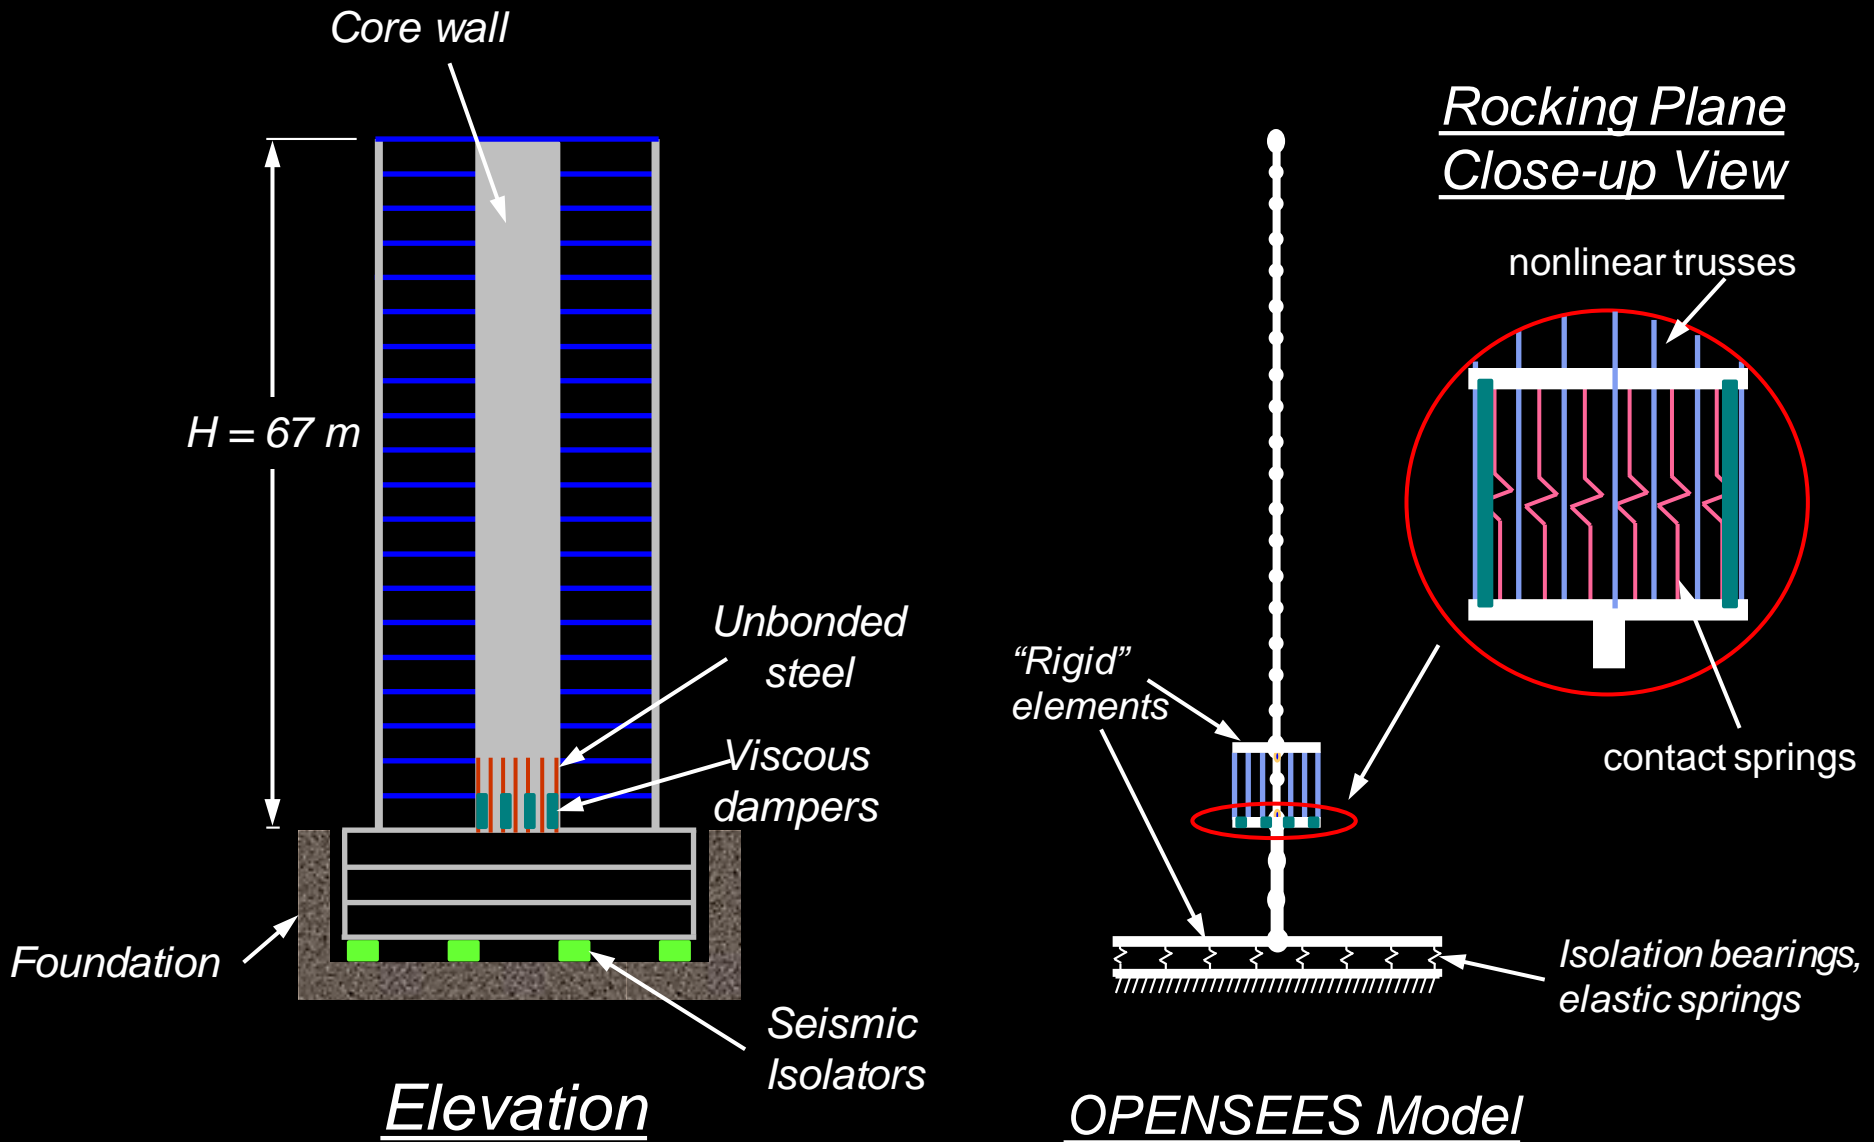 Core wall
H = 67 m
Unbonded
steel
Viscous
dampers
Foundation
Seismic
Isolators
Elevation
Rocking Plane
Close-up View
nonlinear trusses
“Rigid”
elements
contact springs
Isolation bearings,
elastic springs
OPENSEES Model